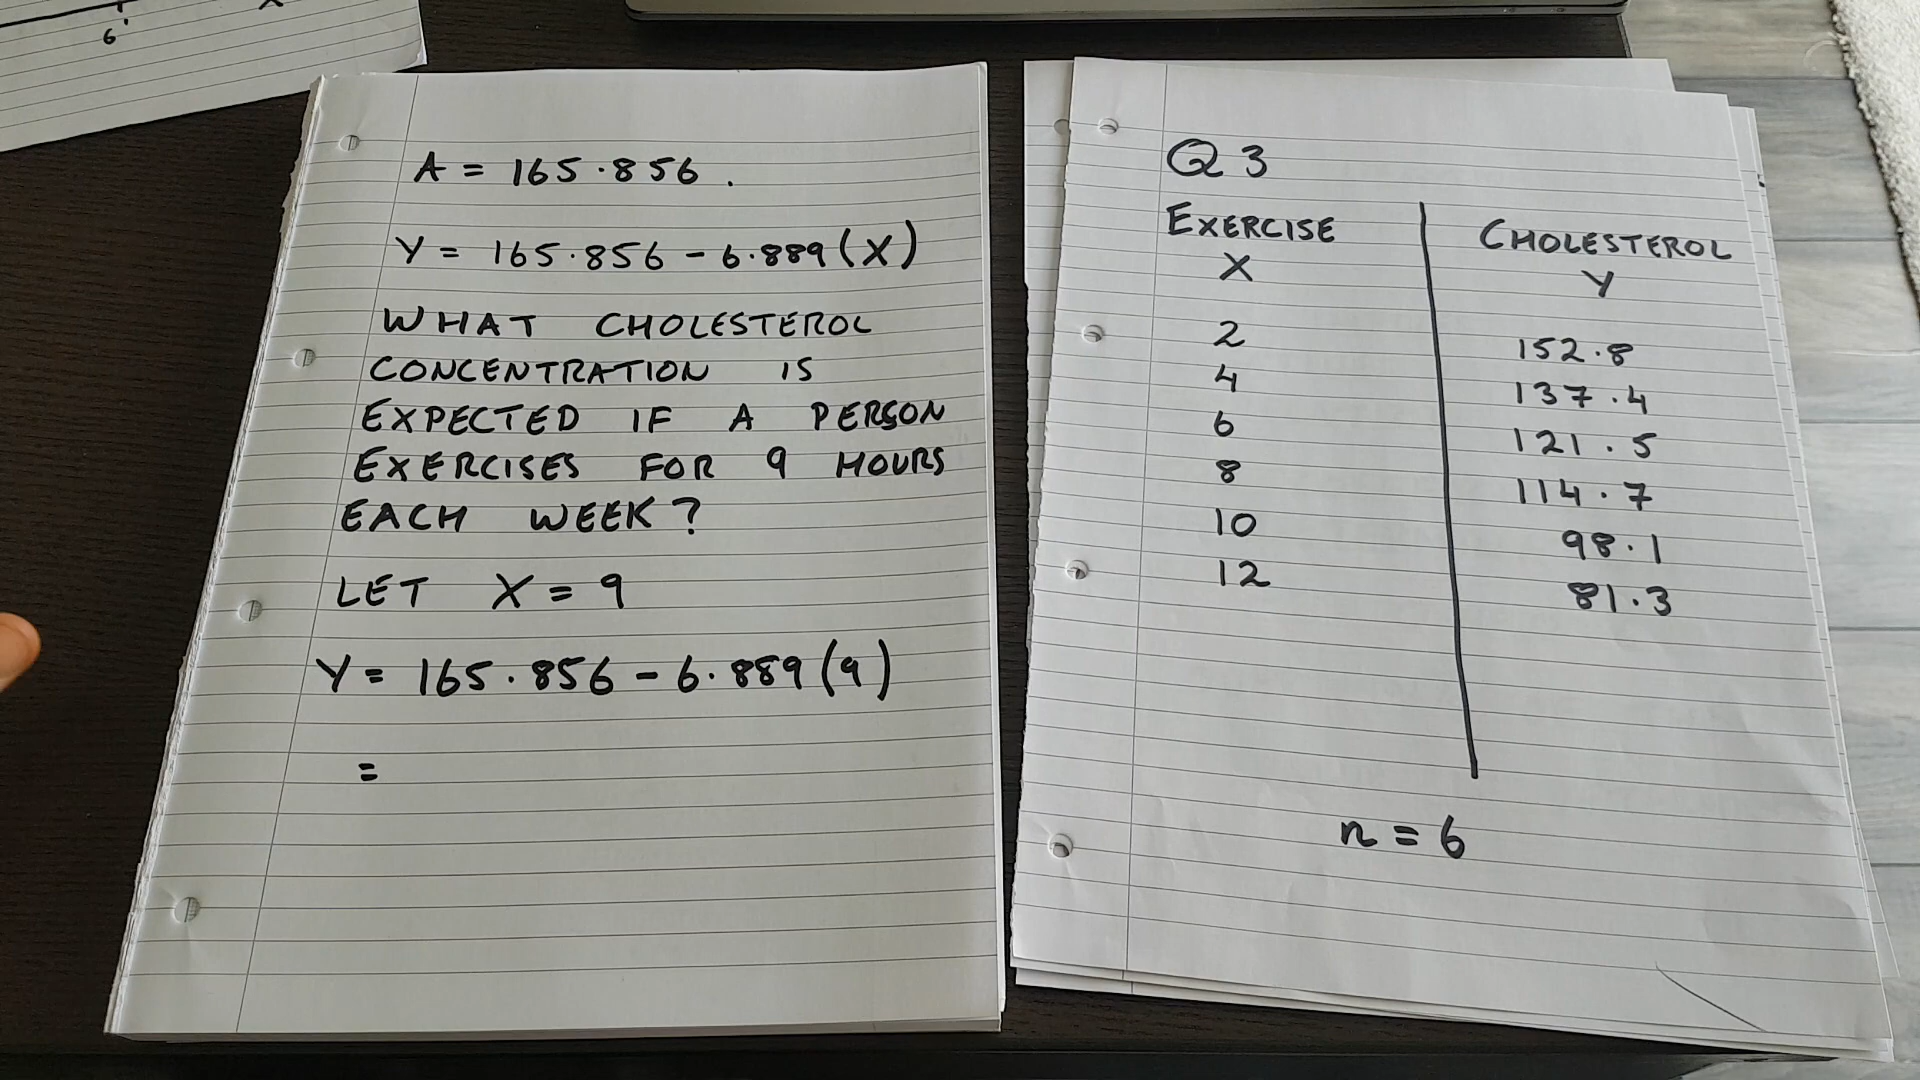 6
A = 165.856.
Y = 165.856 - 6.889(X)
WHAT CHOLESTEROL
CONCENTRATION IS
EXPECTED IF A PERSON
EXERCISES FOR 9 HOURS
EACH WEEK?
LET X = 9
Y = 165.856 - 6.889(9)
=
Q3
EXERCISE CHOLESTEROL
X Y
2 152.8
4 137.4
6 121.5
8 114.7
10 98.1
12 81.3
n = 6